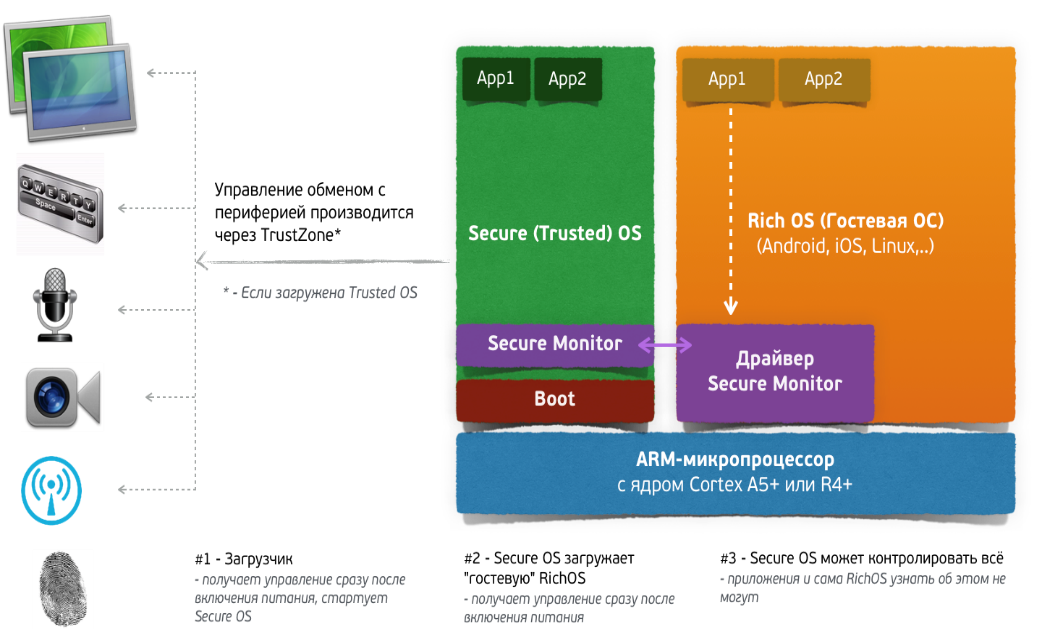 App1
App2
App1
App2
Управление обменом с
периферией производится
через TrustZone*
* - Если загружена Trusted OS
QWERTY
Space
Enter
Secure (Trusted) OS
Rich OS (Гостевая ОС)
(Android, iOS, Linux,..)
Secure Monitor
Драйвер
Secure Monitor
Boot
ARM-микропроцессор
с ядром Cortex A5+ или R4+
#1 - Загрузчик
- получает управление сразу после
включения питания, стартует
Secure OS
#2 - Secure OS загружает
"гостевую" RichOS
- получает управление сразу после
включения питания
#3 - Secure OS может контролировать всё
- приложения и сама RichOS узнать об этом не
могут